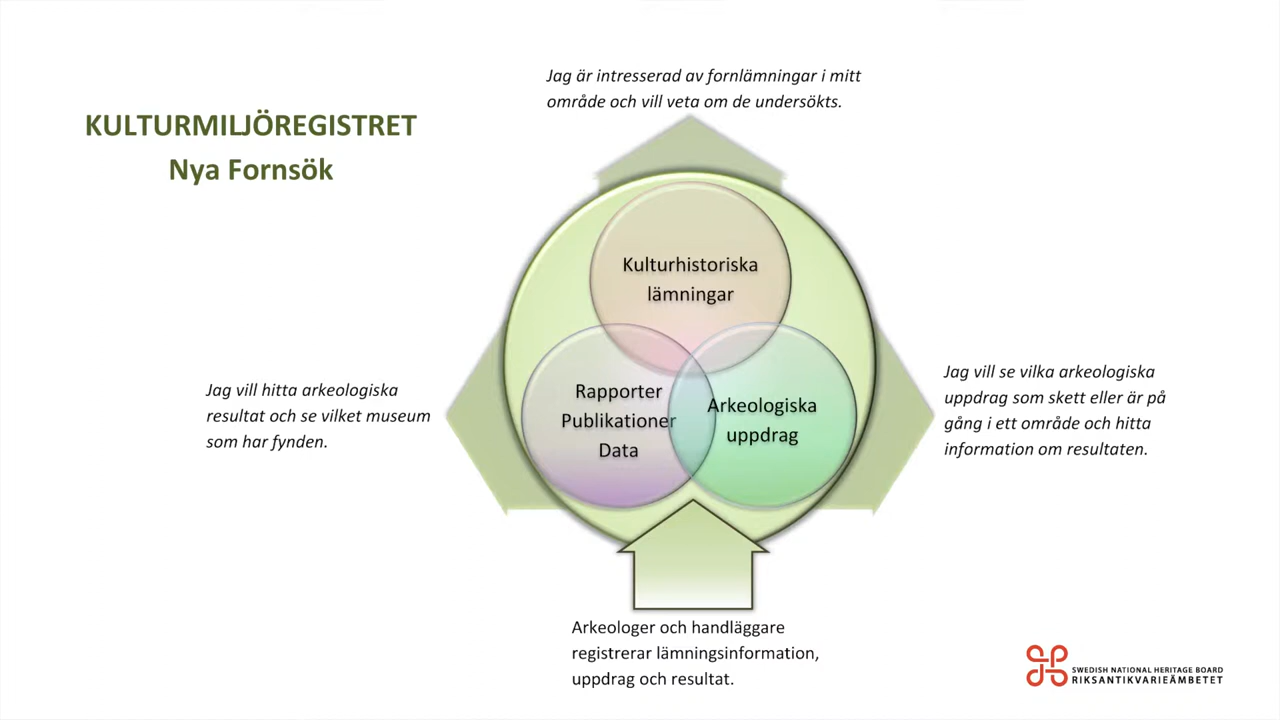 Jag är intresserad av fornlämningar i mitt
område och vill veta om de undersökts.
KULTURMILJÖREGISTRET
Nya Fornsök
Kulturhistoriska
lämningar
Jag vill hitta arkeologiska
resultat och se vilket museum
som har fynden.
Rapporter
Publikationer
Data
Arkeologiska
uppdrag
Jag vill se vilka arkeologiska
uppdrag som skett eller är på
gång i ett område och hitta
information om resultaten.
Arkeologer och handläggare
registrerar lämningsinformation,
uppdrag och resultat.
SWEDISH NATIONAL HERITAGE BOARD
RIKSANTIKVARIEÄMBETET